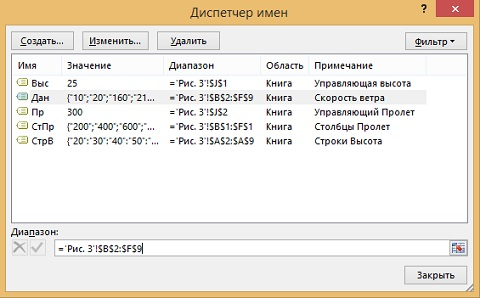 Диспетчер имен
? ×
Создать... Изменить... Удалить Фильтр
Имя Значение Диапазон Область Примечание
Выс 25 ='Рис. 3'!$J$1 Книга Управляющая высота
Дан {"10";"20";"160";"21... ='Рис. 3'!$B$2:$F$9 Книга Скорость ветра
Пр 300 ='Рис. 3'!$J$2 Книга Управляющий Пролет
СтПр {"200";"400";"600";"... ='Рис. 3'!$B$1:$F$1 Книга Столбцы Пролет
СтрВ {"20":"30":"40":"50":"... ='Рис. 3'!$A$2:$A$9 Книга Строки Высота
Диапазон:
='Рис. 3'!$B$2:$F$9
Закрыть